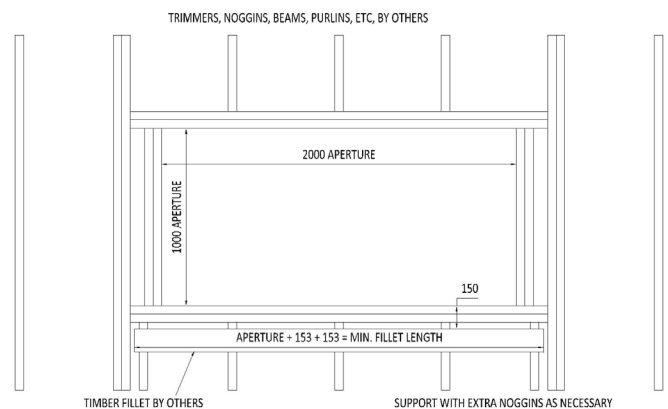 TRIMMERS, NOGGINS, BEAMS, PURLINS, ETC, BY OTHERS
2000 APERTURE
1000 APERTURE
150
APERTURE + 153 + 153 = MIN. FILLET LENGTH
TIMBER FILLET BY OTHERS
SUPPORT WITH EXTRA NOGGINS AS NECESSARY